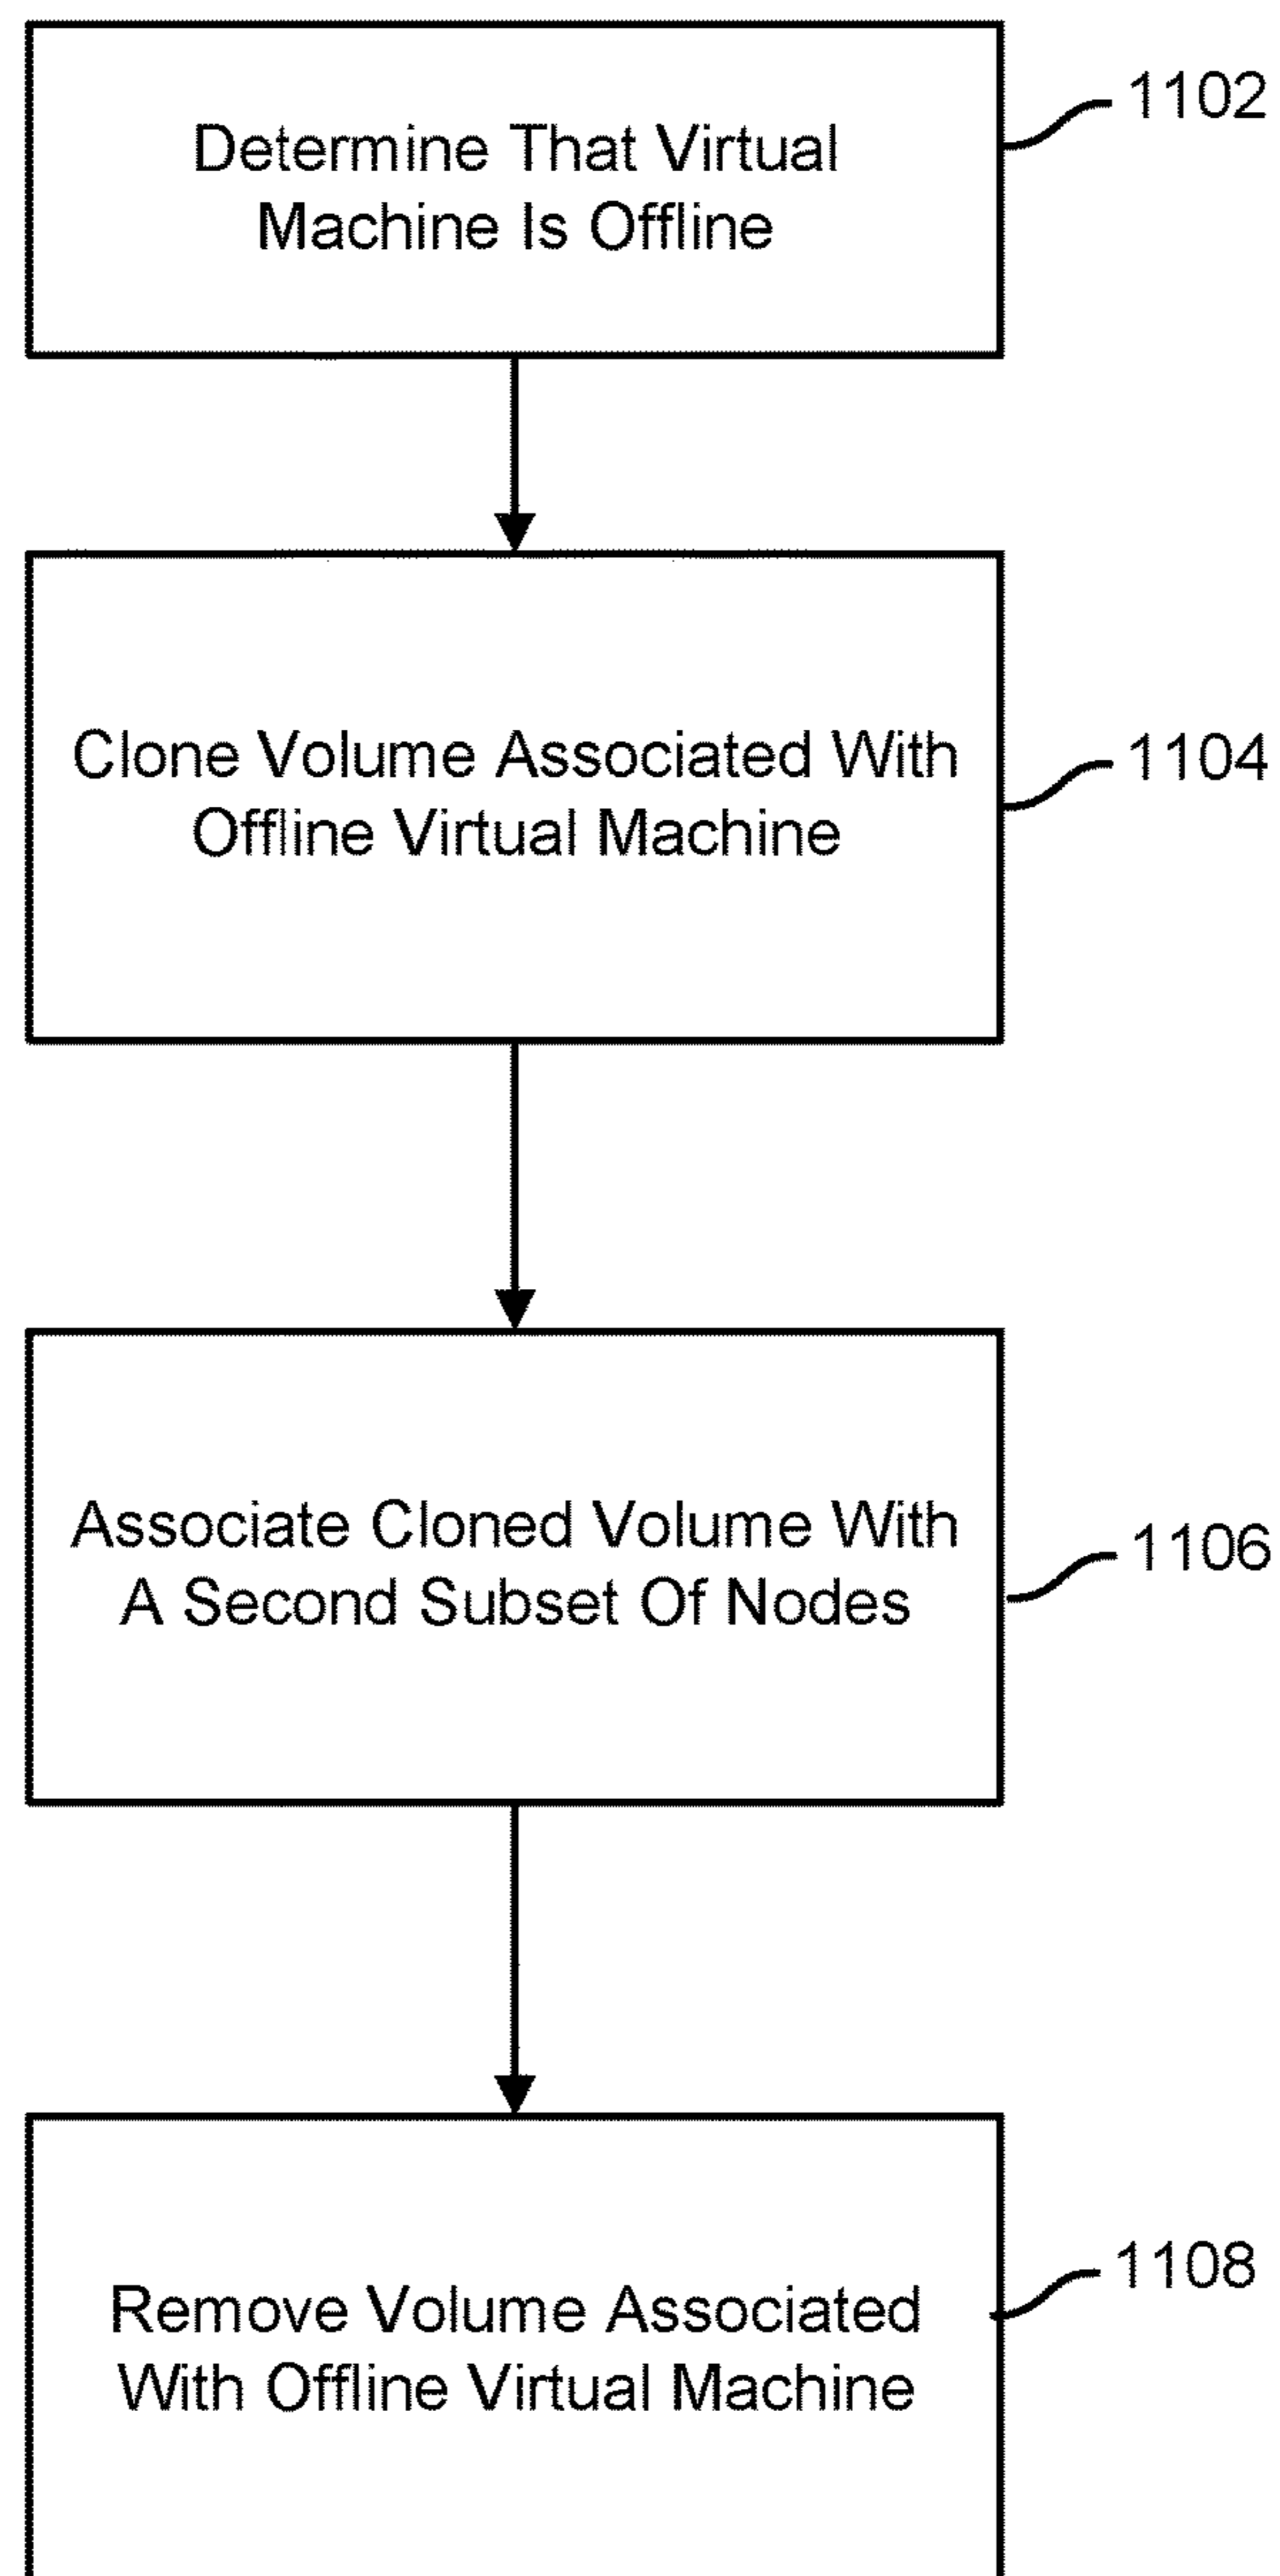 Determine That Virtual
Machine Is Offline
1102
Clone Volume Associated With
Offline Virtual Machine
1104
Associate Cloned Volume With
A Second Subset Of Nodes
1106
Remove Volume Associated
With Offline Virtual Machine
1108